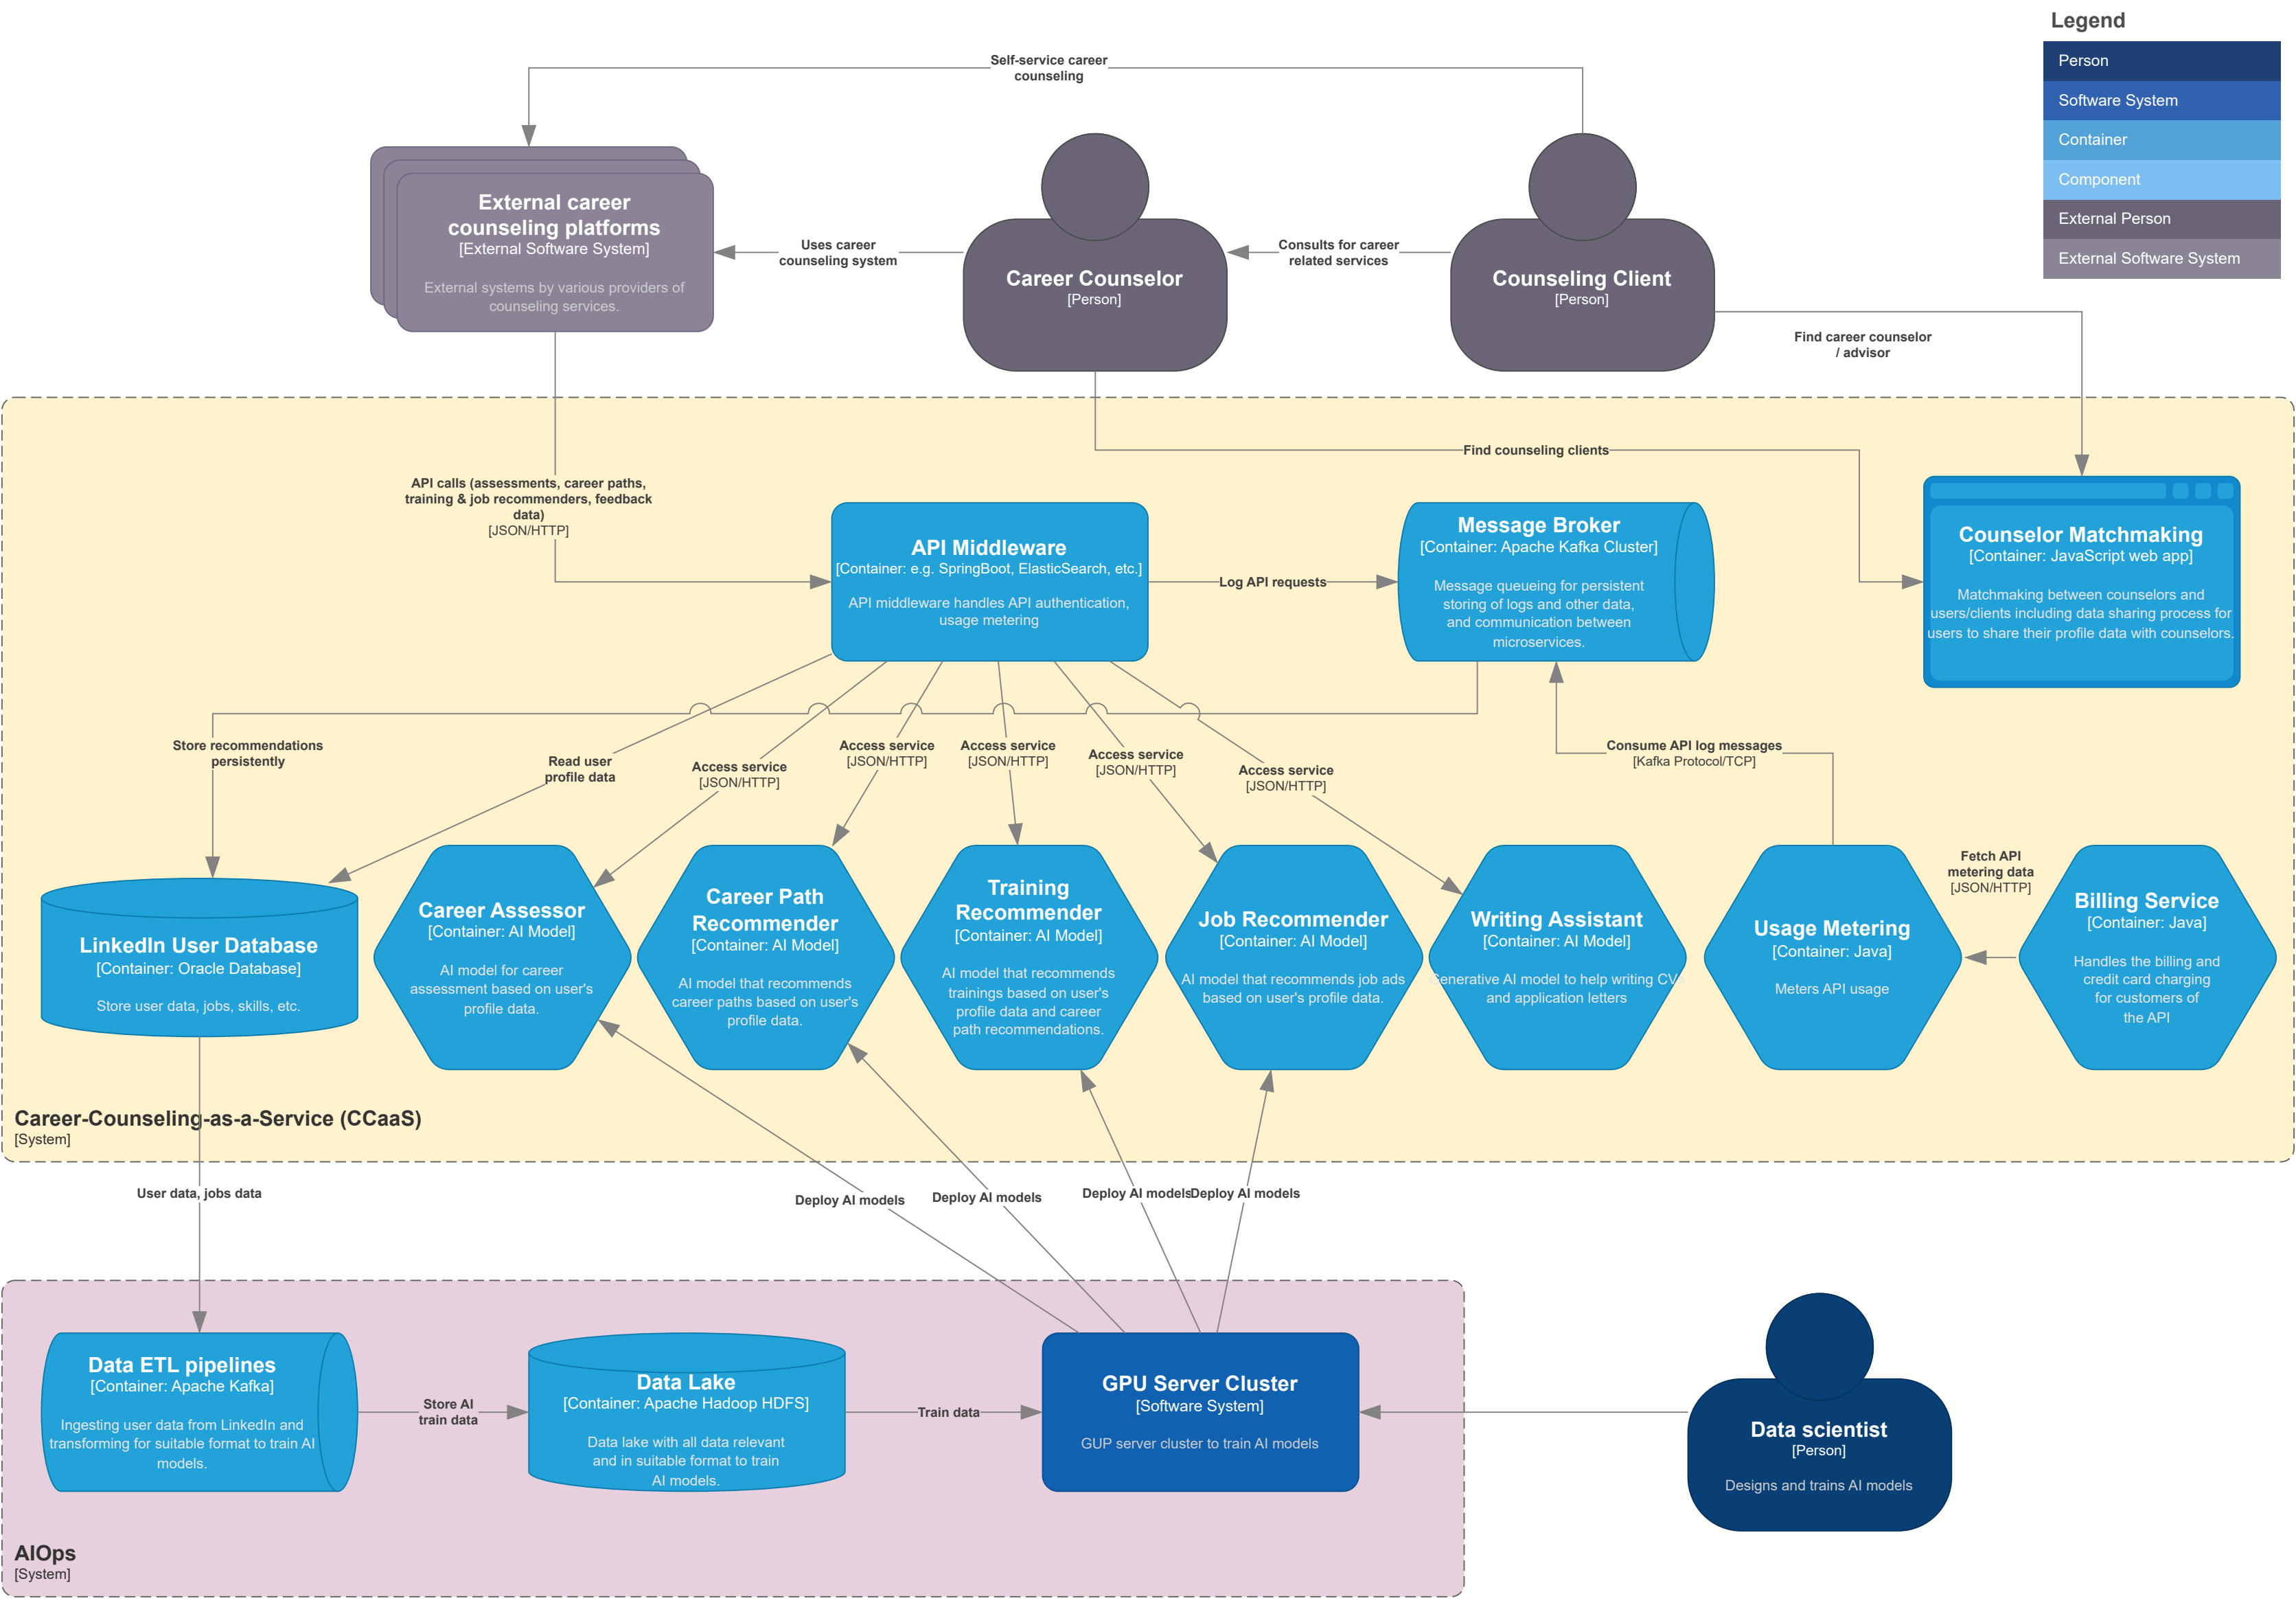 Legend
Person
Software System
Container
Component
External Person
External Software System
Self-service career
counseling
External career
counseling platforms
[External Software System]
External systems by various providers of
counseling services.
Uses career
counseling system
Career Counselor
[Person]
Consults for career
related services
Counseling Client
[Person]
Find career counselor
/ advisor
Find counseling clients
API calls (assessments, career paths,
training & job recommenders, feedback
data)
[JSON/HTTP]
API Middleware
[Container: e.g. SpringBoot, ElasticSearch, etc.]
API middleware handles API authentication,
usage metering
Log API requests
Message Broker
[Container: Apache Kafka Cluster]
Message queueing for persistent
storing of logs and other data,
and communication between
microservices.
Counselor Matchmaking
[Container: JavaScript web app]
Matchmaking between counselors and
users/clients including data sharing process for
users to share their profile data with counselors.
Store recommendations
persistently
Read user
profile data
Access service
[JSON/HTTP]
Access service
[JSON/HTTP]
Access service
[JSON/HTTP]
Access service
[JSON/HTTP]
Access service
[JSON/HTTP]
Consume API log messages
[Kafka Protocol/TCP]
Fetch API
metering data
[JSON/HTTP]
LinkedIn User Database
[Container: Oracle Database]
Store user data, jobs, skills, etc.
Career Assessor
[Container: AI Model]
AI model for career
assessment based on user's
profile data.
Career Path
Recommender
[Container: AI Model]
AI model that recommends
career paths based on user's
profile data.
Training
Recommender
[Container: AI Model]
AI model that recommends
trainings based on user's
profile data and career
path recommendations.
Job Recommender
[Container: AI Model]
AI model that recommends job ads
based on user's profile data.
Writing Assistant
[Container: AI Model]
Generative AI model to help writing CVs
and application letters
Usage Metering
[Container: Java]
Meters API usage
Billing Service
[Container: Java]
Handles the billing and
credit card charging
for customers of
the API
Career-Counseling-as-a-Service (CCaaS)
[System]
User data, jobs data
Deploy AI models
Deploy AI models
Deploy AI models
Deploy AI models
Data ETL pipelines
[Container: Apache Kafka]
Ingesting user data from LinkedIn and
transforming for suitable format to train AI
models.
Store AI
train data
Data Lake
[Container: Apache Hadoop HDFS]
Data lake with all data relevant
and in suitable format to train
AI models.
Train data
GPU Server Cluster
[Software System]
GUP server cluster to train AI models
Data scientist
[Person]
Designs and trains AI models
AIOps
[System]